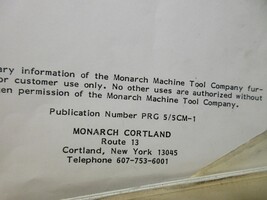 ary information of the Monarch Machine Tool Company fur-
or customer use only. No other uses are authorized without
ten permission of the Monarch Machine Tool Company.
Publication Number PRG 5/5CM-1
MONARCH CORTLAND
Route 13
Cortland, New York 13045
Telephone 607-753-6001